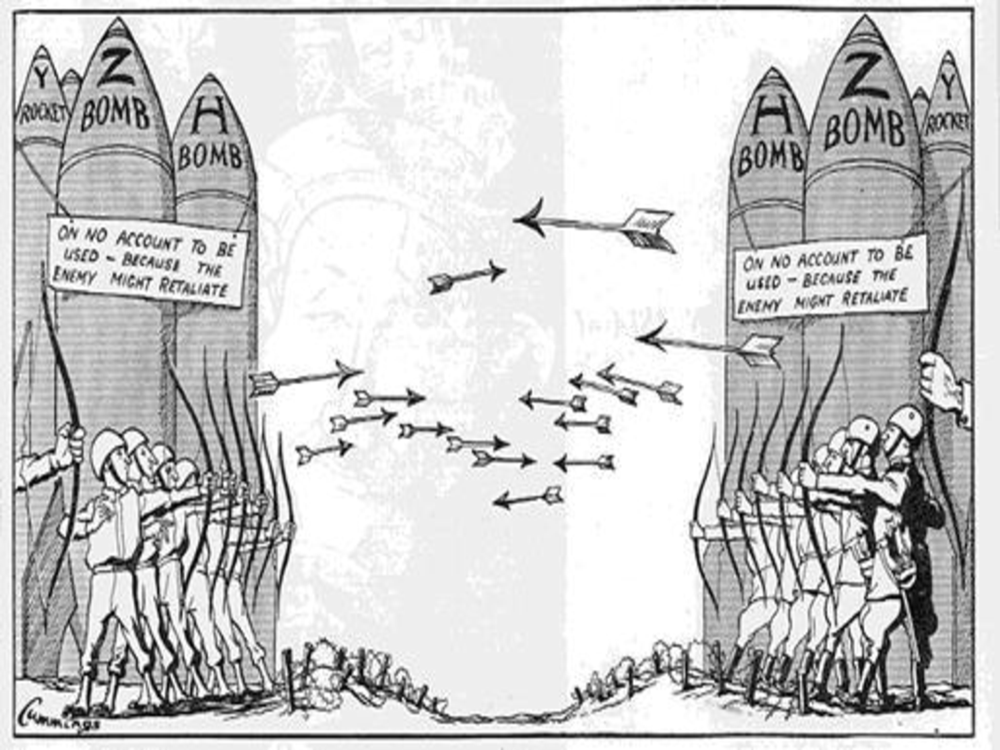 Y
ROCKET
Z
BOMB
H
BOMB
ON NO ACCOUNT TO BE
USED – BECAUSE THE
ENEMY MIGHT RETALIATE
H
BOMB
Z
BOMB
Y
ROCKET
ON NO ACCOUNT TO BE
USED – BECAUSE THE
ENEMY MIGHT RETALIATE
Cummings